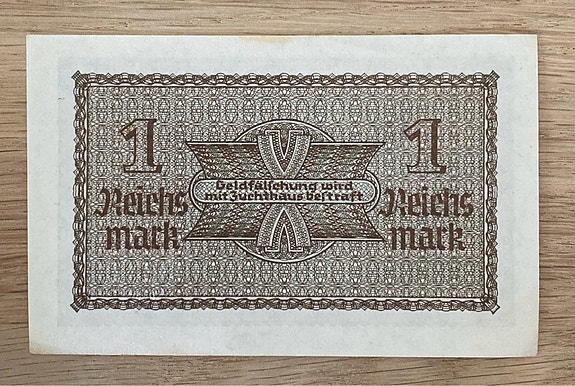 1 Reichs mark
Geldfälschung wird
mit Zuchthaus bestraft
1 Reichs mark